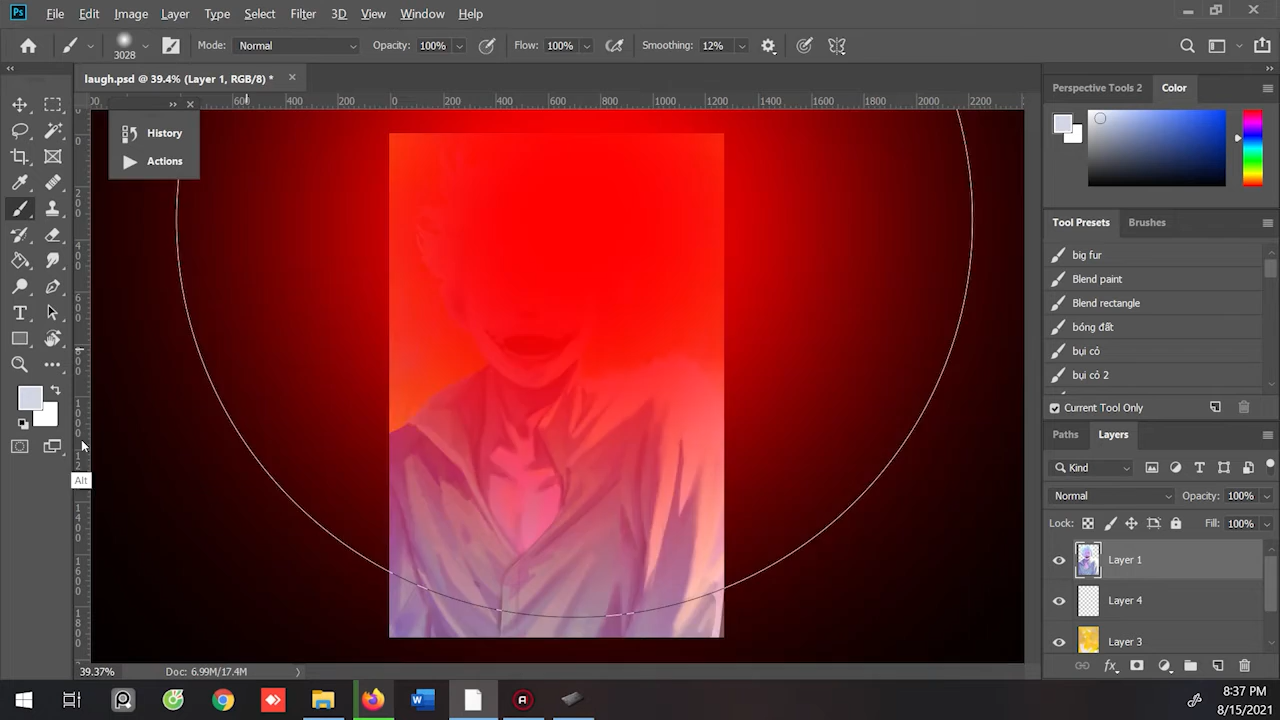 Ps File Edit Image Layer Type Select Filter 3D View Window Help
3028 Mode: Normal Opacity: 100% Flow: 100% Smoothing: 12%
laugh.psd @ 39.4% (Layer 1, RGB/8) *
600 400 200 0 200 400 600 800 1000 1200 1400 1600 1800 2000 2200
History
Actions
Perspective Tools 2 Color
Tool Presets Brushes
big fur
Blend paint
Blend rectangle
bóng đất
bụi cỏ
bụi cỏ 2
Current Tool Only
Paths Layers
Kind
Normal Opacity: 100%
Lock: Fill: 100%
Layer 1
Layer 4
Layer 3
Alt
39.37% Doc: 6.99M/17.4M
:37 PM
8/15/2021